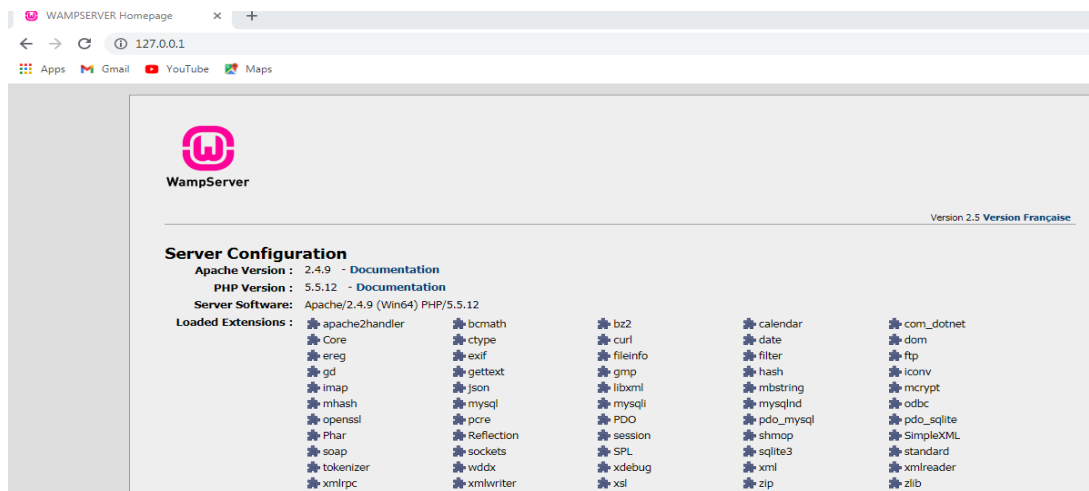 WAMPSERVER Homepage
127.0.0.1
Apps Gmail YouTube Maps
WampServer
Version 2.5 Version Française
Server Configuration
Apache Version : 2.4.9 - Documentation
PHP Version : 5.5.12 - Documentation
Server Software: Apache/2.4.9 (Win64) PHP/5.5.12
Loaded Extensions : apache2handler bcmath bz2 calendar com_dotnet
Core ctype curl date dom
ereg exif fileinfo filter ftp
gd gettext gmp hash iconv
imap json libxml mbstring mcrypt
mhash mysql mysqli mysqlnd odbc
openssl pcre PDO pdo_mysql pdo_sqlite
Phar Reflection session shmop SimpleXML
soap sockets SPL sqlite3 standard
tokenizer wddx xdebug xml xmlreader
xmlrpc xmlwriter xsl zip zlib